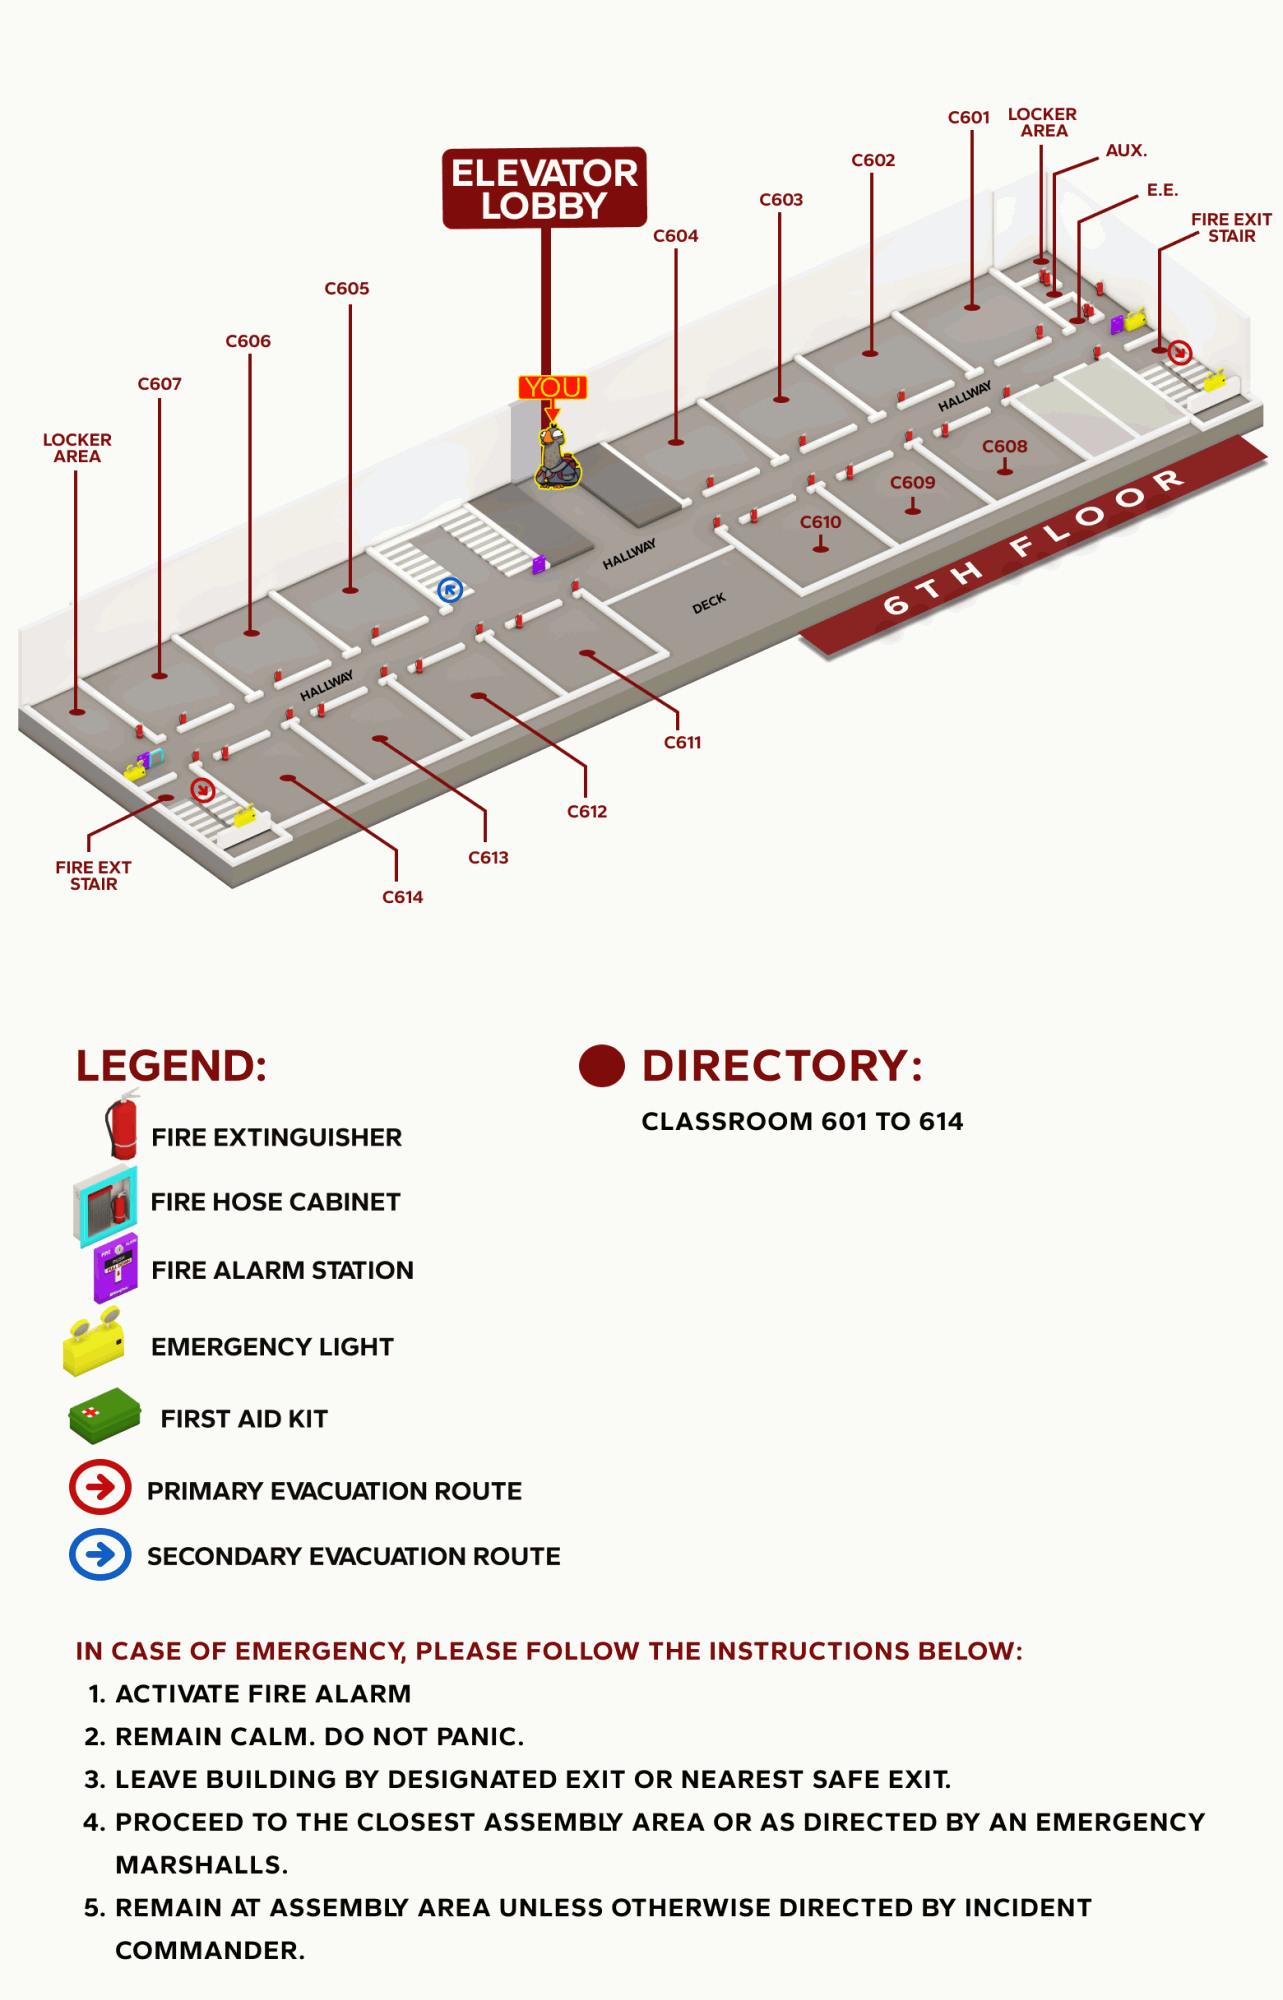 C601
LOCKER
AREA
AUX.
C602
E.E.
ELEVATOR
LOBBY
C603
FIRE EXIT
STAIR
C604
C605
C606
YOU
C607
HALLWAY
LOCKER
AREA
C608
C609
C610
6TH FLOOR
HALLWAY
DECK
HALLWAY
C611
C612
C613
FIRE EXT
STAIR
C614
LEGEND:
FIRE EXTINGUISHER
FIRE HOSE CABINET
FIRE ALARM STATION
EMERGENCY LIGHT
FIRST AID KIT
PRIMARY EVACUATION ROUTE
SECONDARY EVACUATION ROUTE
DIRECTORY:
CLASSROOM 601 TO 614
IN CASE OF EMERGENCY, PLEASE FOLLOW THE INSTRUCTIONS BELOW:
1. ACTIVATE FIRE ALARM
2. REMAIN CALM. DO NOT PANIC.
3. LEAVE BUILDING BY DESIGNATED EXIT OR NEAREST SAFE EXIT.
4. PROCEED TO THE CLOSEST ASSEMBLY AREA OR AS DIRECTED BY AN EMERGENCY
MARSHALLS.
5. REMAIN AT ASSEMBLY AREA UNLESS OTHERWISE DIRECTED BY INCIDENT
COMMANDER.